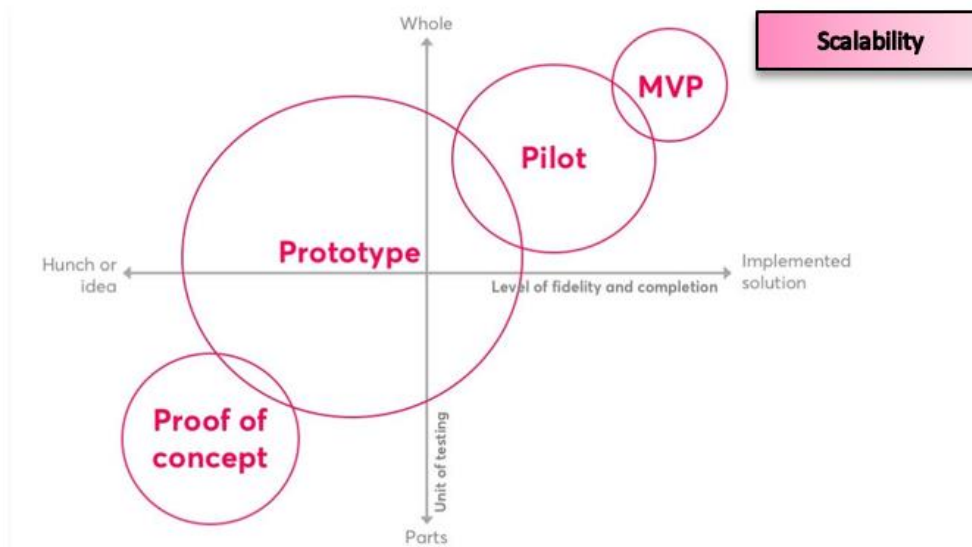 Whole
Scalability
MVP
Pilot
Prototype
Hunch or
idea
Level of fidelity and completion
Implemented
solution
Proof of
concept
Unit of testing
Parts